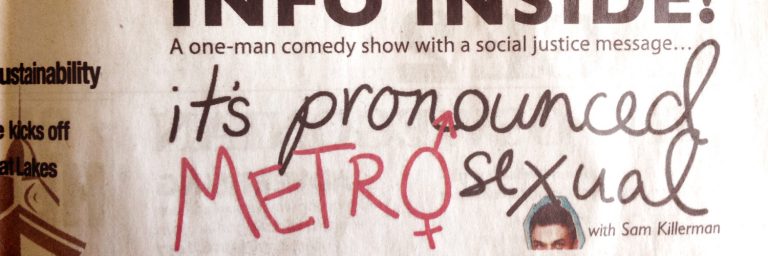 INFO INSIDE!
A one-man comedy show with a social justice message...
ustainability
it's pronounced
kicks off
Lakes
METROsexual
with Sam Killerman